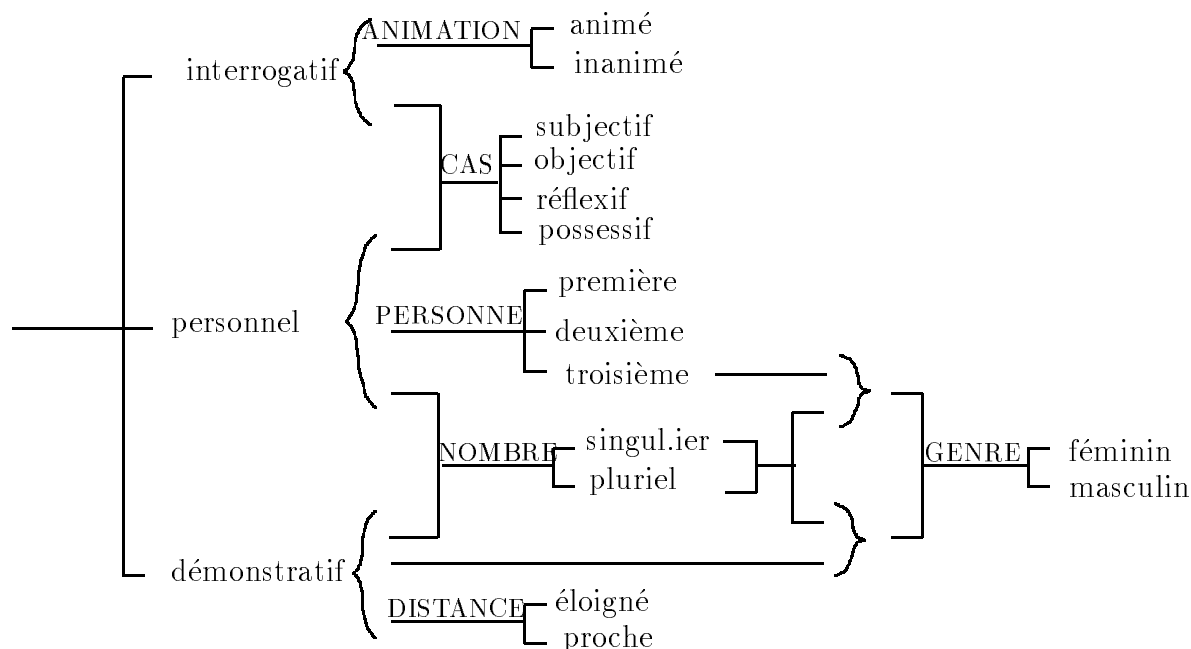 ANIMATION
animé
inanimé
interrogatif
subjectif
CAS
objectif
réflexif
possessif
première
PERSONNE
personnel
deuxième
troisième
singul.ier
NOMBRE
pluriel
GENRE
féminin
masculin
démonstratif
DISTANCE
éloigné
proche